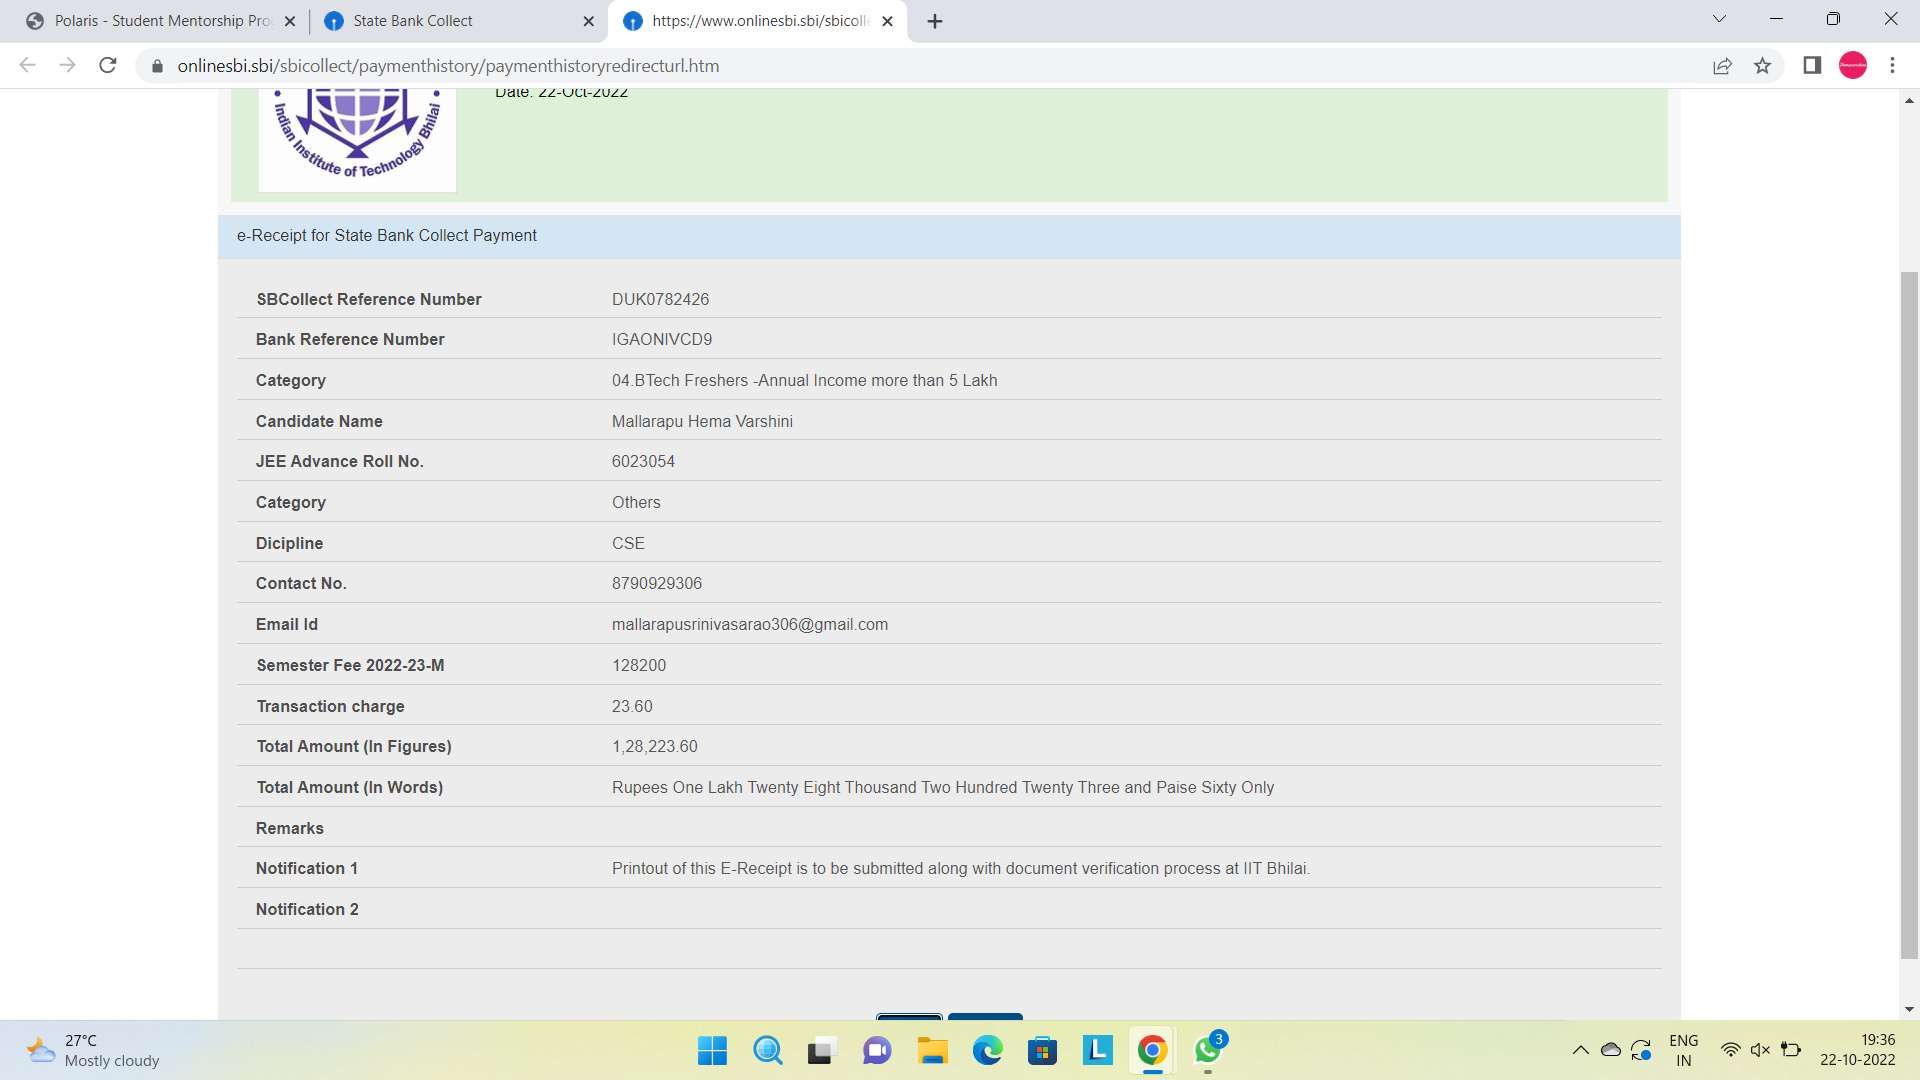 Polaris - Student Mentorship Pro
State Bank Collect
https://www.onlinesbi.sbi/sbicolle
onlinesbi.sbi/sbicollect/paymenthistory/paymenthistoryredirecturl.htm
Indian Institute of Technology Bhilai
Date: 22-Oct-2022
e-Receipt for State Bank Collect Payment
SBCollect Reference Number DUK0782426
Bank Reference Number IGAONIVCD9
Category 04.BTech Freshers -Annual Income more than 5 Lakh
Candidate Name Mallarapu Hema Varshini
JEE Advance Roll No. 6023054
Category Others
Dicipline CSE
Contact No. 8790929306
Email Id mallarapusrinivasarao306@gmail.com
Semester Fee 2022-23-M 128200
Transaction charge 23.60
Total Amount (In Figures) 1,28,223.60
Total Amount (In Words) Rupees One Lakh Twenty Eight Thousand Two Hundred Twenty Three and Paise Sixty Only
Remarks
Notification 1 Printout of this E-Receipt is to be submitted along with document verification process at IIT Bhilai.
Notification 2
27°C
Mostly cloudy
L
3
ENG
IN
19:36
22-10-2022